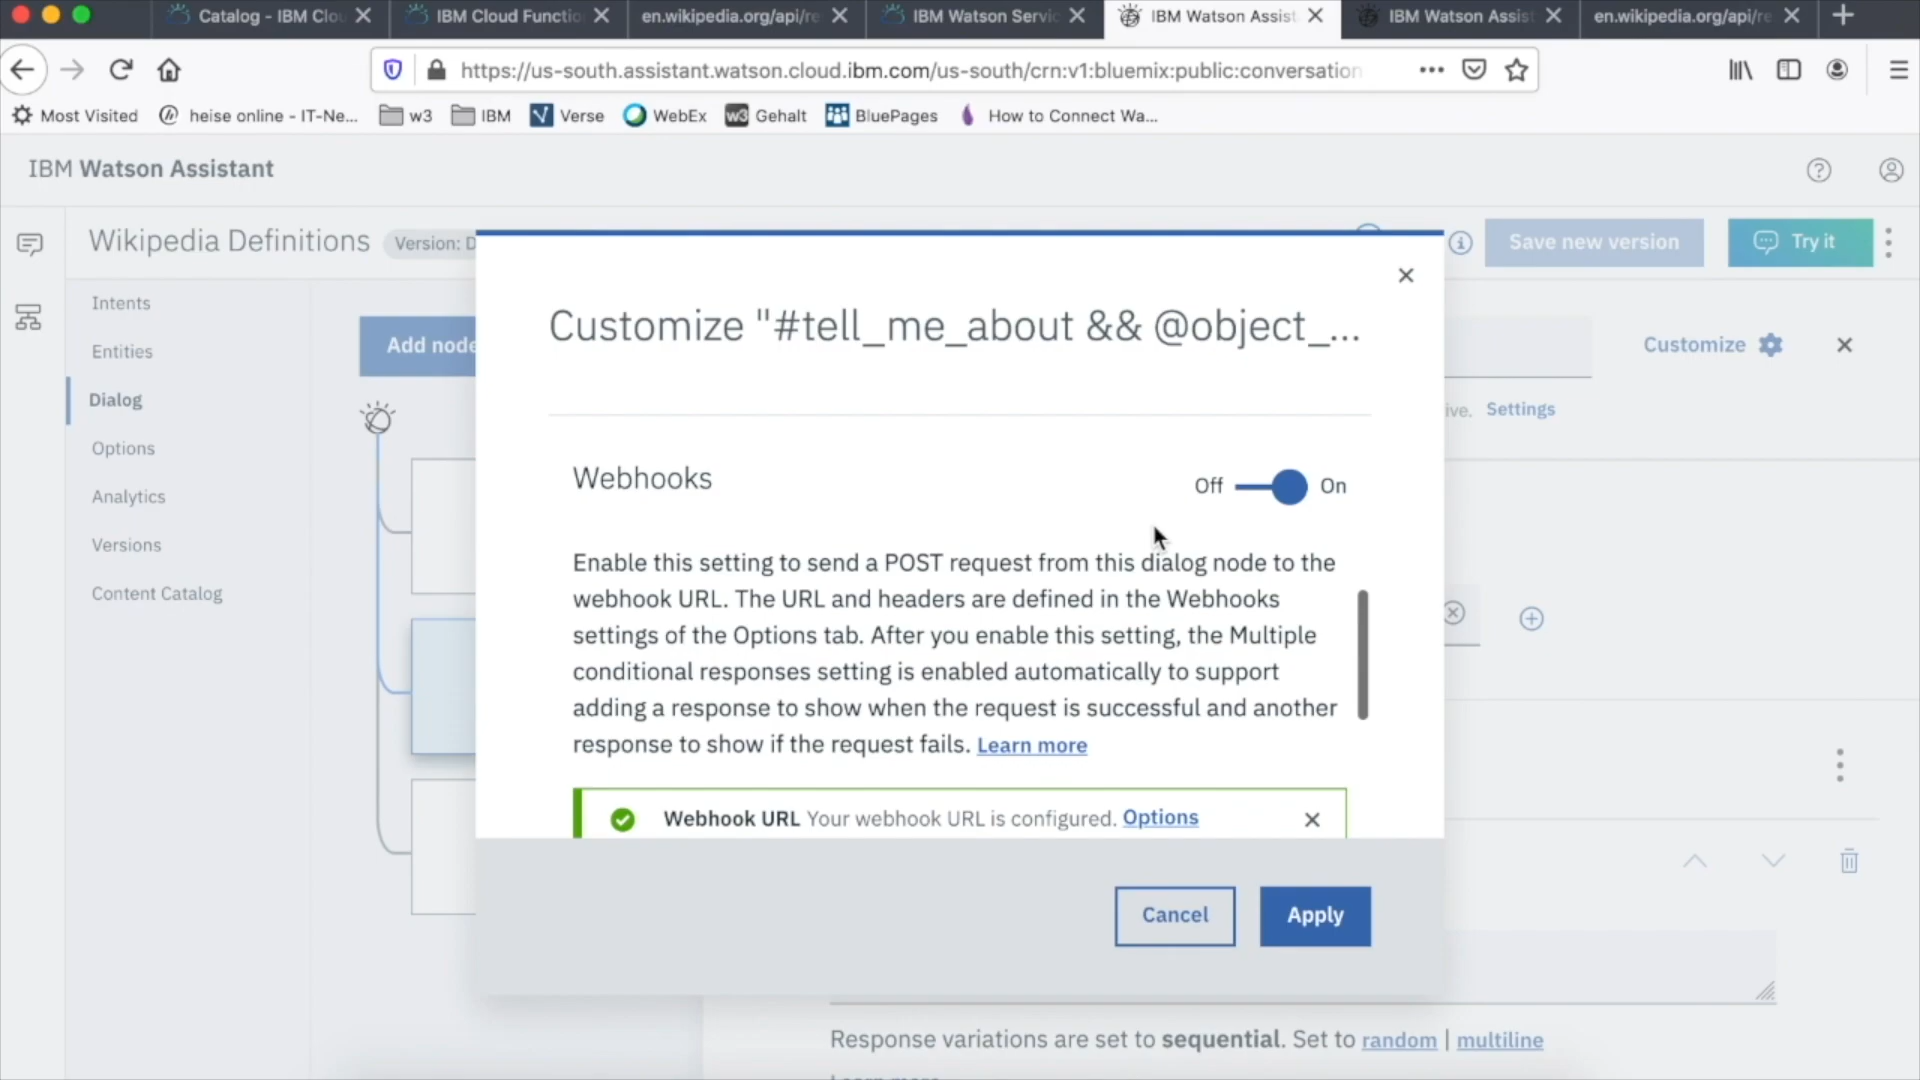 Catalog - IBM Clou
IBM Cloud Functio
en.wikipedia.org/api/re
IBM Watson Servic
IBM Watson Assist
IBM Watson Assist
en.wikipedia.org/api/re
https://us-south.assistant.watson.cloud.ibm.com/us-south/crn:v1:bluemix:public:conversation
Most Visited
heise online - IT-Ne...
w3
IBM
Verse
WebEx
w3
Gehalt
BluePages
How to Connect Wa...
IBM Watson Assistant
Wikipedia Definitions
Version: D
Save new version
Try it
Intents
Entities
Dialog
Options
Analytics
Versions
Content Catalog
Add node
Customize
ive. Settings
Customize "#tell_me_about && @object_...
Webhooks
Off
On
Enable this setting to send a POST request from this dialog node to the
webhook URL. The URL and headers are defined in the Webhooks
settings of the Options tab. After you enable this setting, the Multiple
conditional responses setting is enabled automatically to support
adding a response to show when the request is successful and another
response to show if the request fails. Learn more
Webhook URL Your webhook URL is configured. Options
Cancel
Apply
Response variations are set to sequential. Set to random | multiline
Learn more